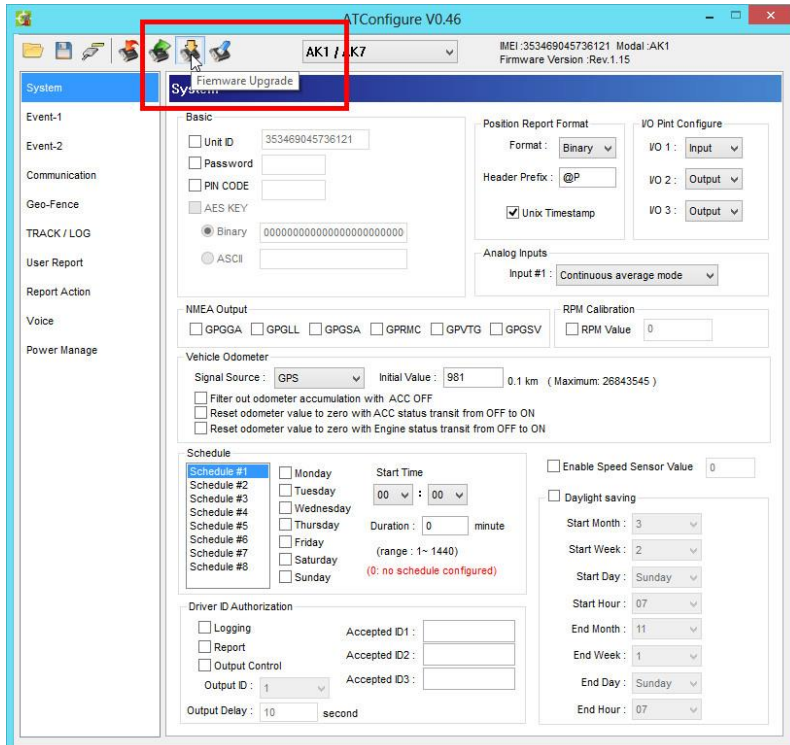 ATConfigure V0.46
AK1 / AK7
IMEI :353469045736121 Modal :AK1
Firmware Version :Rev.1.15
Fiemware Upgrade
System
Event-1
Event-2
Communication
Geo-Fence
TRACK / LOG
User Report
Report Action
Voice
Power Manage
System
Basic
Unit ID 353469045736121
Password
PIN CODE
AES KEY
Binary 000000000000000000000000
ASCII
Position Report Format
Format : Binary
Header Prefix : @P
Unix Timestamp
I/O Pint Configure
I/O 1 : Input
I/O 2 : Output
I/O 3 : Output
Analog Inputs
Input #1 : Continuous average mode
NMEA Output
GPGGA GPGLL GPGSA GPRMC GPVTG GPGSV
RPM Calibration
RPM Value 0
Vehicle Odometer
Signal Source : GPS Initial Value : 981 0.1 km ( Maximum: 26843545 )
Filter out odometer accumulation with ACC OFF
Reset odometer value to zero with ACC status transit from OFF to ON
Reset odometer value to zero with Engine status transit from OFF to ON
Schedule
Schedule #1
Schedule #2
Schedule #3
Schedule #4
Schedule #5
Schedule #6
Schedule #7
Schedule #8
Monday
Tuesday
Wednesday
Thursday
Friday
Saturday
Sunday
Start Time
00 : 00
Duration : 0 minute
(range : 1~ 1440)
(0: no schedule configured)
Enable Speed Sensor Value 0
Daylight saving
Start Month : 3
Start Week : 2
Start Day : Sunday
Start Hour : 07
End Month : 11
End Week : 1
End Day : Sunday
End Hour : 07
Driver ID Authorization
Logging
Report
Output Control
Output ID : 1
Output Delay : 10 second
Accepted ID1 :
Accepted ID2 :
Accepted ID3 :